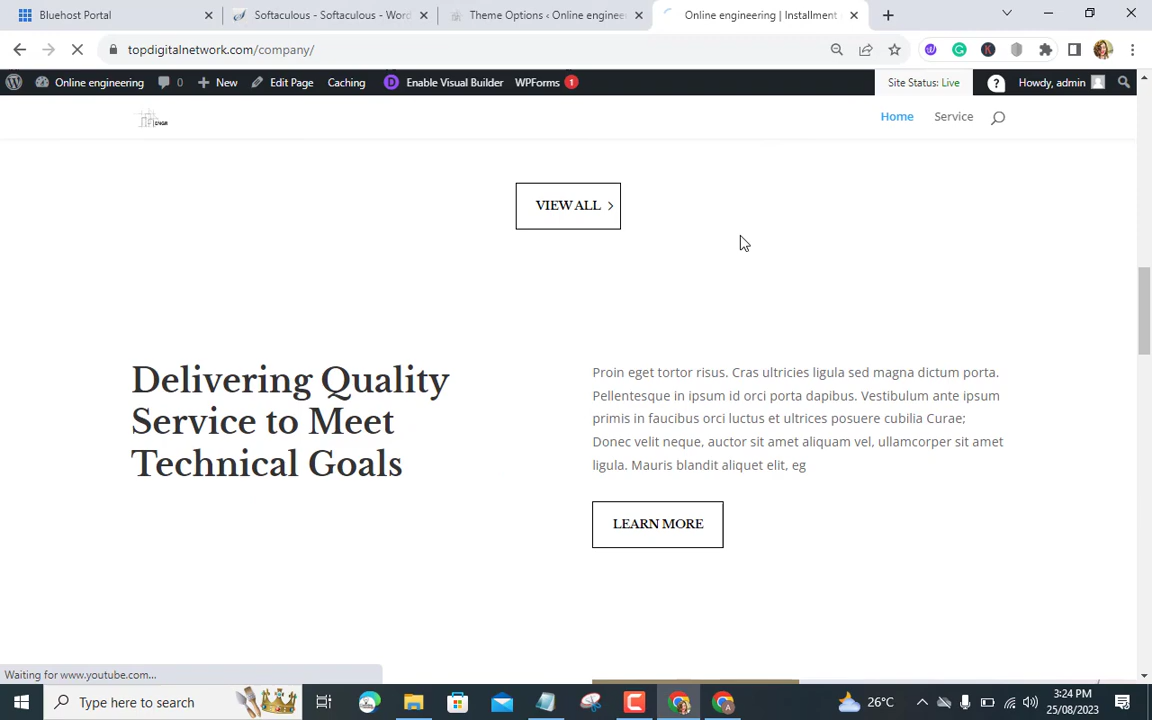 Bluehost Portal
Softaculous - Softaculous - Word
Theme Options ‹ Online enginee
Online engineering | Installment
topdigitalnetwork.com/company/
Online engineering
0
New
Edit Page
Caching
D
Enable Visual Builder
WPForms
1
Site Status: Live
?
Howdy, admin
Home
Service
VIEW ALL
Delivering Quality
Service to Meet
Technical Goals
Proin eget tortor risus. Cras ultricies ligula sed magna dictum porta.
Pellentesque in ipsum id orci porta dapibus. Vestibulum ante ipsum
primis in faucibus orci luctus et ultrices posuere cubilia Curae;
Donec velit neque, auctor sit amet aliquam vel, ullamcorper sit amet
ligula. Mauris blandit aliquet elit, eg
LEARN MORE
Waiting for www.youtube.com...
Type here to search
26°C
3:24 PM
25/08/2023